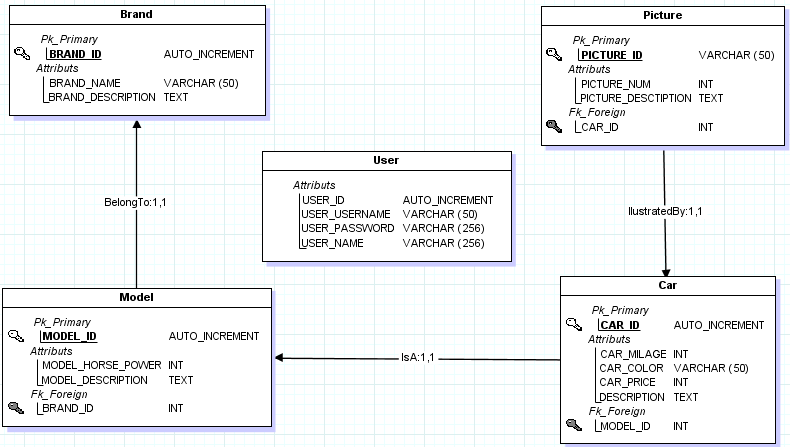 Brand
Pk_Primary
BRAND_ID AUTO_INCREMENT
Attributs
BRAND_NAME VARCHAR (50)
BRAND_DESCRIPTION TEXT
Picture
Pk_Primary
PICTURE_ID VARCHAR (50)
Attributs
PICTURE_NUM INT
PICTURE_DESCTIPTION TEXT
Fk_Foreign
CAR_ID INT
User
Attributs
USER_ID AUTO_INCREMENT
USER_USERNAME VARCHAR (50)
USER_PASSWORD VARCHAR (256)
USER_NAME VARCHAR (256)
BelongTo:1,1
IlustratedBy:1,1
Model
Pk_Primary
MODEL_ID AUTO_INCREMENT
Attributs
MODEL_HORSE_POWER INT
MODEL_DESCRIPTION TEXT
Fk_Foreign
BRAND_ID INT
IsA:1,1
Car
Pk_Primary
CAR_ID AUTO_INCREMENT
Attributs
CAR_MILAGE INT
CAR_COLOR VARCHAR (50)
CAR_PRICE INT
DESCRIPTION TEXT
Fk_Foreign
MODEL_ID INT